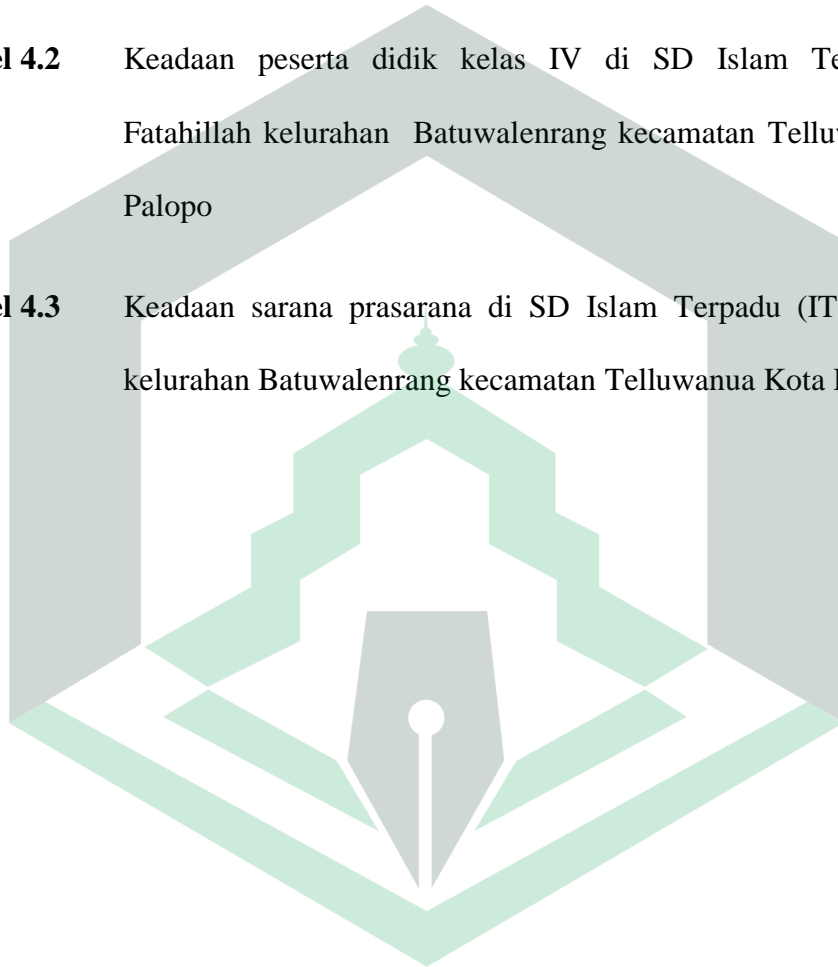 el 4.2 Keadaan peserta didik kelas IV di SD Islam Te
Fatahillah kelurahan Batuwalenrang kecamatan Tellu
Palopo
el 4.3 Keadaan sarana prasarana di SD Islam Terpadu (IT
kelurahan Batuwalenrang kecamatan Telluwanua Kota